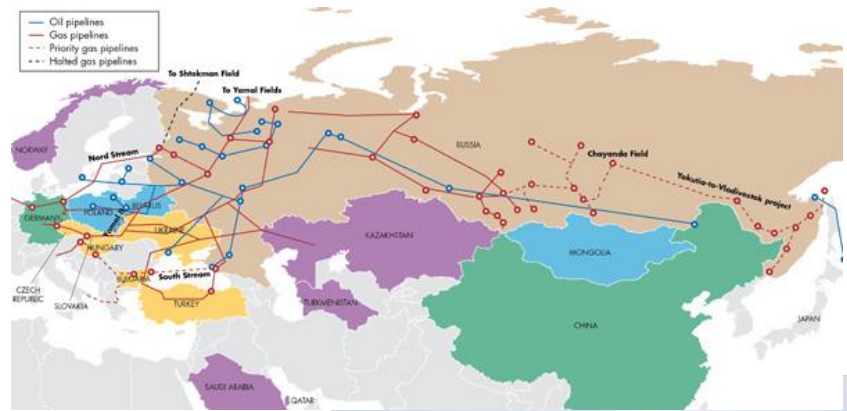 Oil pipelines
Gas pipelines
Priority gas pipelines
Halted gas pipelines
To Shtokman Field
To Yamal Fields
NORWAY
Nord Stream
RUSSIA
Chayanda Field
Yakutia-to-Vladivostok project
GERMANY
POLAND
BELARUS
Yamal
UKRAINE
KAZAKHSTAN
MONGOLIA
HUNGARY
CZECH
REPUBLIC
SLOVAKIA
BULGARIA
South Stream
TURKEY
TURKMENISTAN
CHINA
JAPAN
SAUDI ARABIA
QATAR